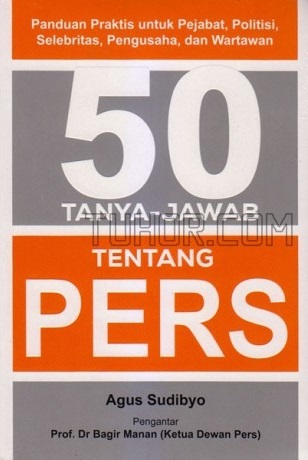 Panduan Praktis untuk Pejabat, Politisi,
Selebritas, Pengusaha, dan Wartawan
50
TANYA-JAWAB
TUHOR.COM
TENTANG
PERS
Agus Sudibyo
Pengantar
Prof. Dr Bagir Manan (Ketua Dewan Pers)